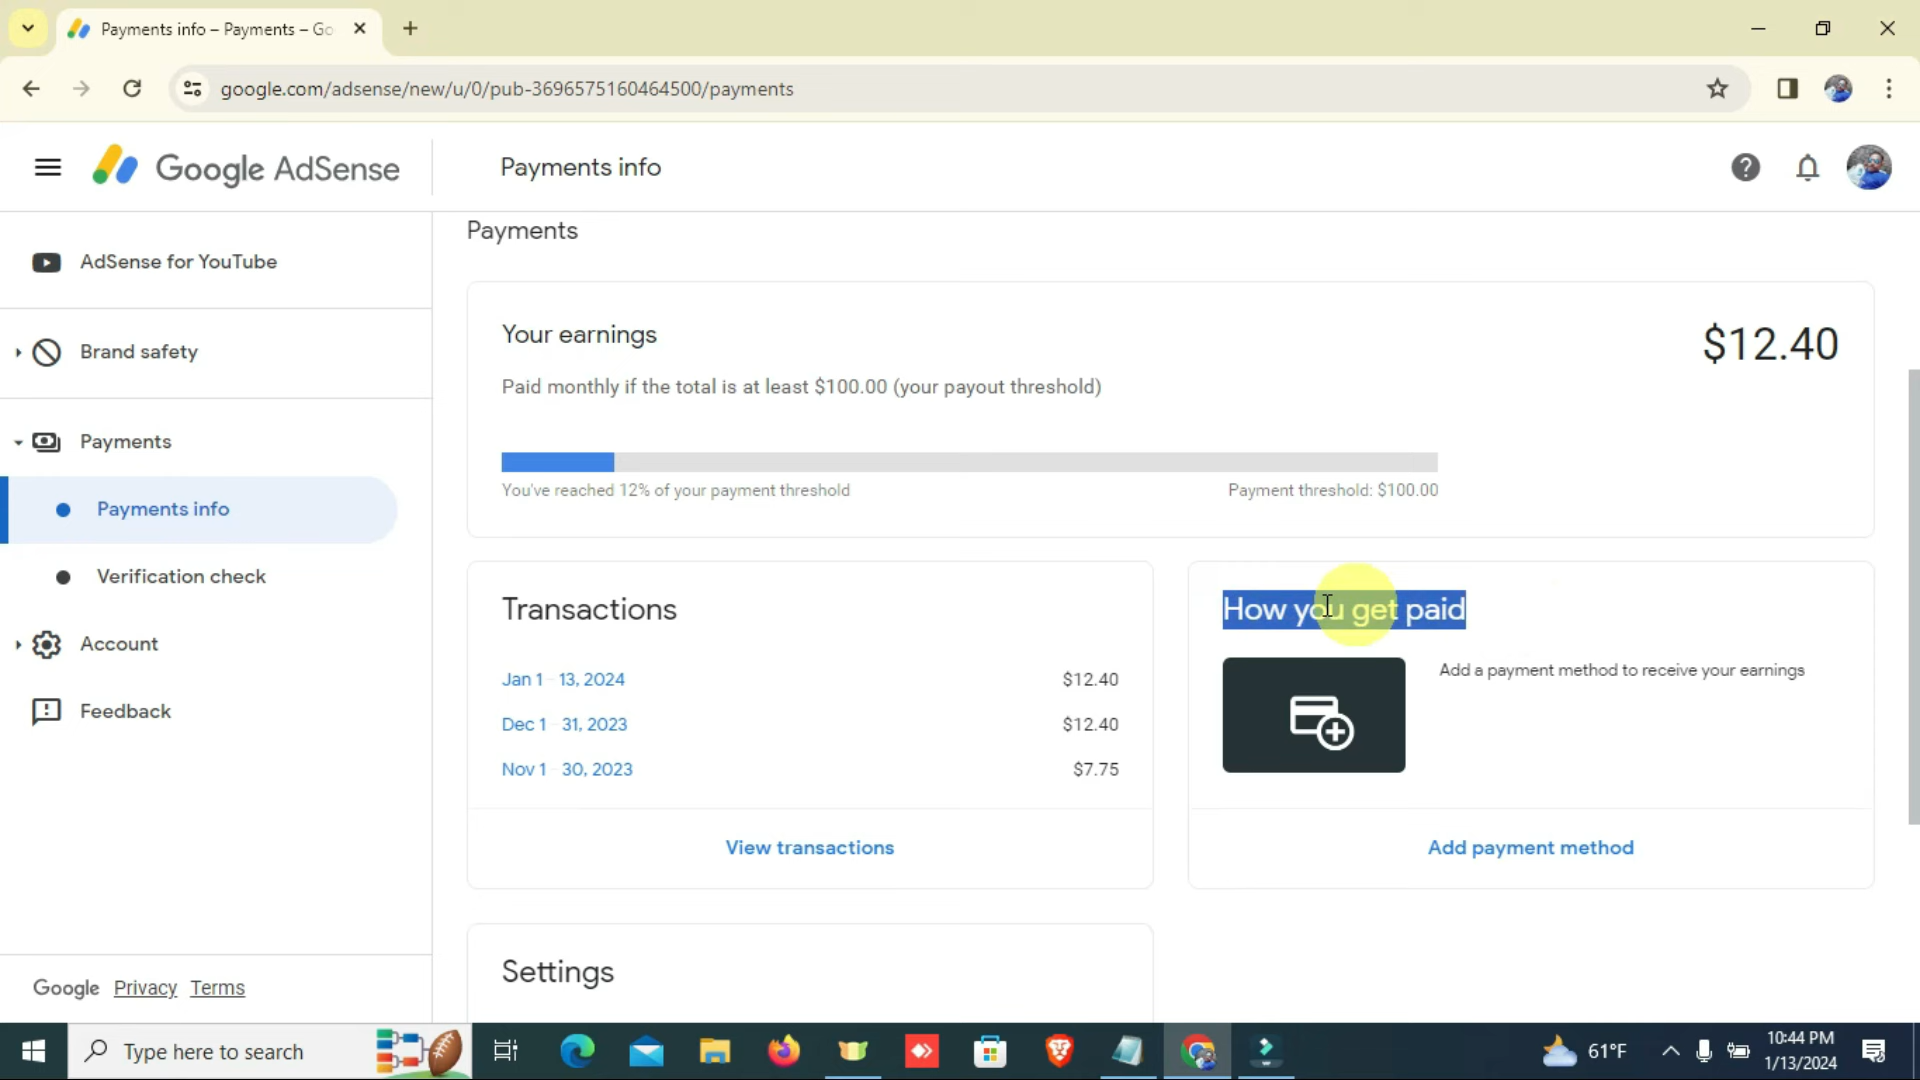 Payments info – Payments – Go
google.com/adsense/new/u/0/pub-3696575160464500/payments
Google AdSense
Payments info
AdSense for YouTube
Brand safety
Payments
Payments info
Verification check
Account
Feedback
Google Privacy Terms
Payments
Your earnings
$12.40
Paid monthly if the total is at least $100.00 (your payout threshold)
You've reached 12% of your payment threshold
Payment threshold: $100.00
Transactions
Jan 1 – 13, 2024 $12.40
Dec 1 – 31, 2023 $12.40
Nov 1 – 30, 2023 $7.75
View transactions
How you get paid
Add a payment method to receive your earnings
Add payment method
Settings
Type here to search
61°F
10:44 PM
1/13/2024